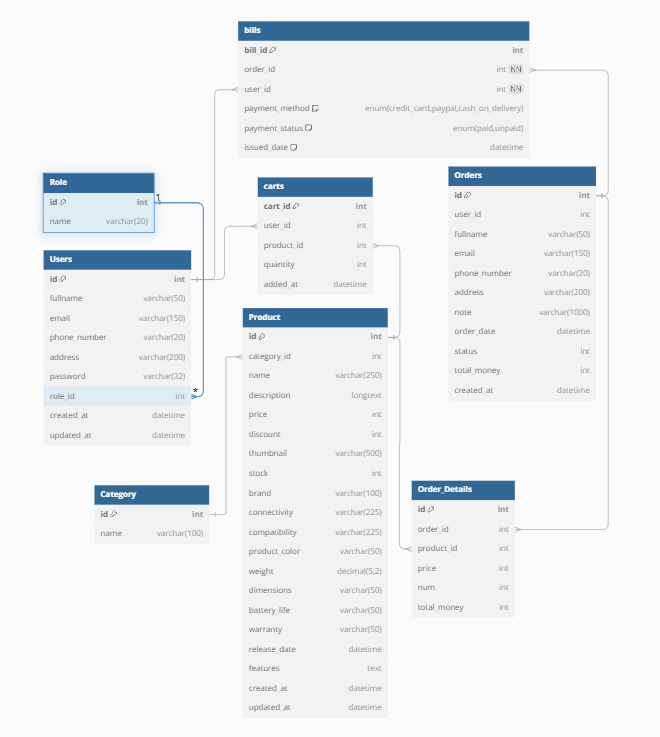 bills
bill_id int
order_id int NN
user_id int NN
payment_method enum(credit_card,paypal,cash_on_delivery)
payment_status enum(paid,unpaid)
issued_date datetime
Role
id int
name varchar(20)
1
*
Users
id int
fullname varchar(50)
email varchar(150)
phone_number varchar(20)
address varchar(200)
password varchar(32)
role_id int
created_at datetime
updated_at datetime
carts
cart_id int
user_id int
product_id int
quantity int
added_at datetime
Orders
id int
user_id int
fullname varchar(50)
email varchar(150)
phone_number varchar(20)
address varchar(200)
note varchar(1000)
order_date datetime
status int
total_money int
created_at datetime
Product
id int
category_id int
name varchar(250)
description longtext
price int
discount int
thumbnail varchar(500)
stock int
brand varchar(100)
connectivity varchar(225)
compatibility varchar(225)
product_color varchar(50)
weight decimal(5,2)
dimensions varchar(50)
battery_life varchar(50)
warranty varchar(50)
release_date datetime
features text
created_at datetime
updated_at datetime
Category
id int
name varchar(100)
Order_Details
id int
order_id int
product_id int
price int
num int
total_money int